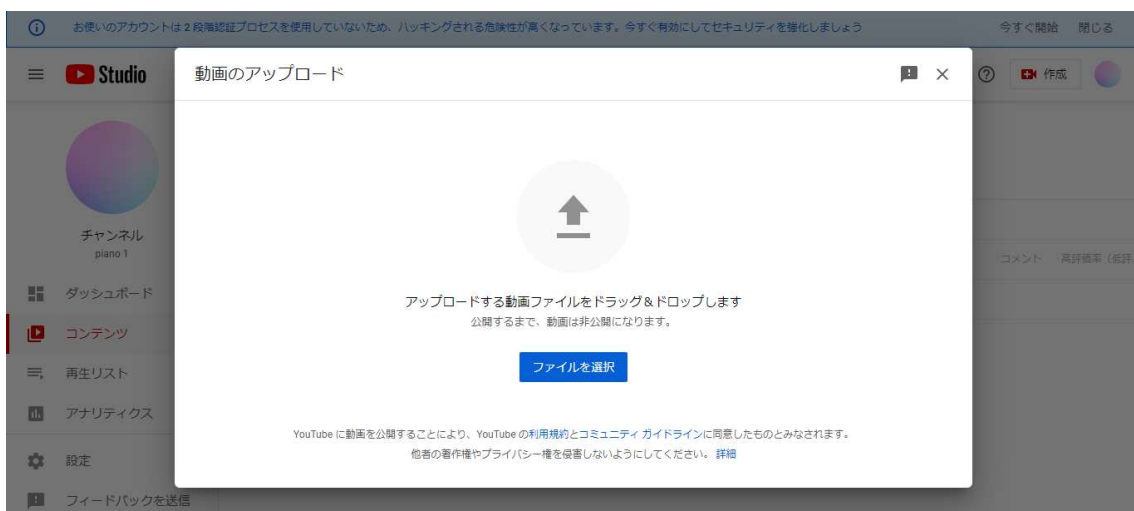 お使いのアカウントは2段階認証プロセスを使用していないため、ハッキングされる危険性が高くなっています。今すぐ有効にしてセキュリティを強化しましょう
今すぐ開始 閉じる
Studio
動画のアップロード
作成
チャンネル
piano 1
コメント 高評価率（低評
ダッシュボード
アップロードする動画ファイルをドラッグ＆ドロップします
公開するまで、動画は非公開になります。
コンテンツ
ファイルを選択
再生リスト
アナリティクス
YouTube に動画を公開することにより、YouTube の利用規約とコミュニティ ガイドラインに同意したものとみなされます。
他者の著作権やプライバシー権を侵害しないようにしてください。 詳細
設定
フィードバックを送信